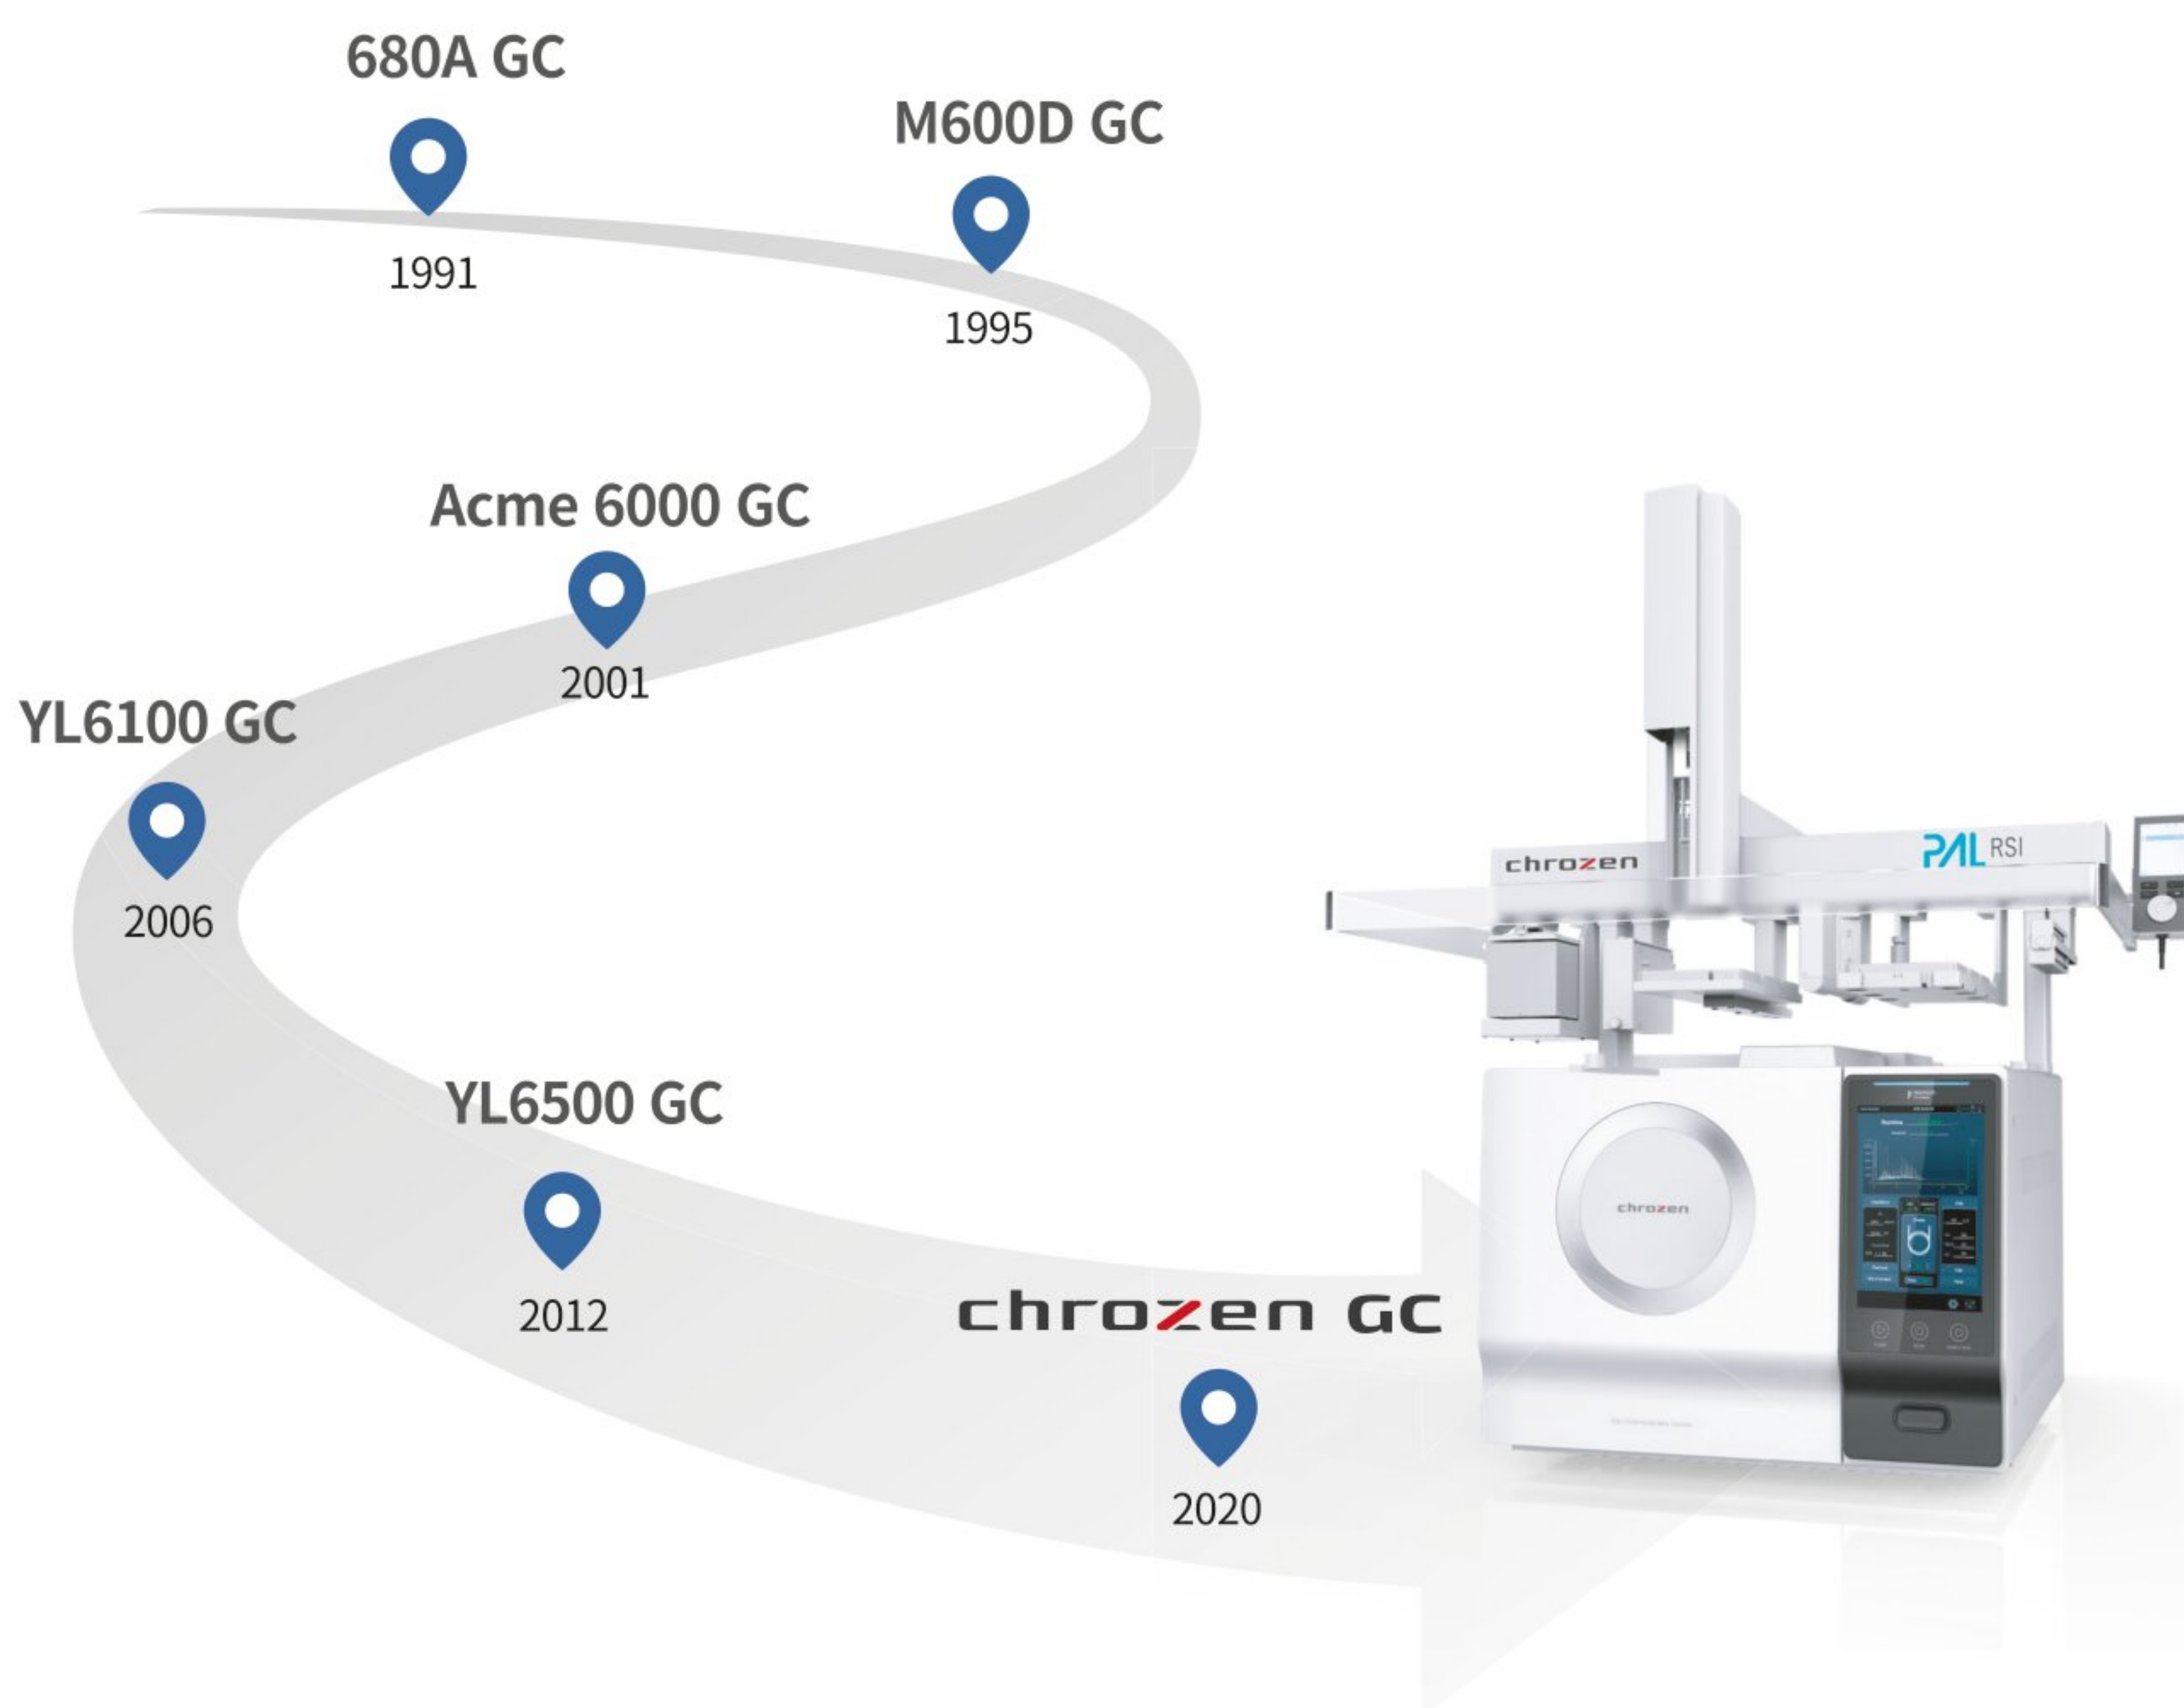 680A GC
1991
M600D GC
1995
Acme 6000 GC
2001
YL6100 GC
2006
YL6500 GC
2012
chrozen GC
2020
chrozen
PAL RSI
chrozen